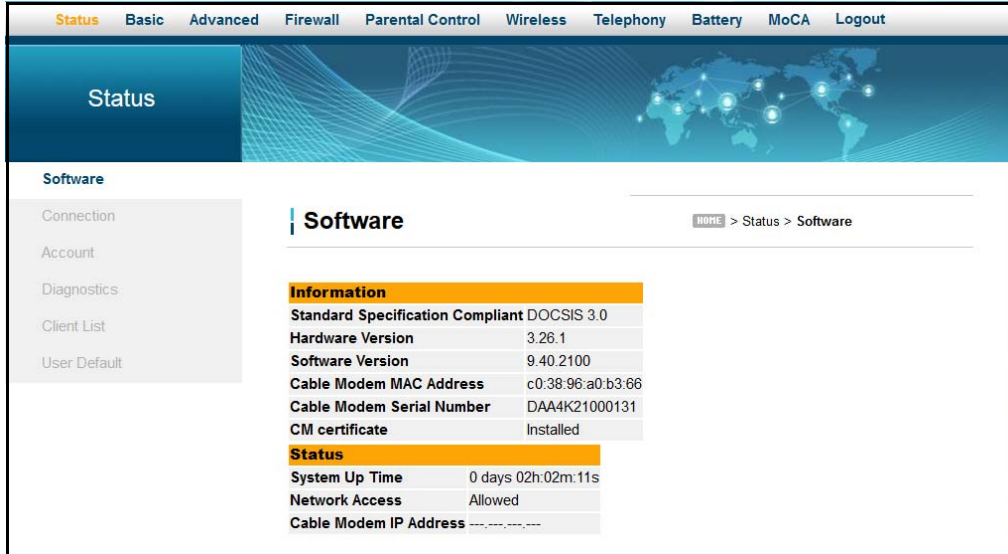 Status Basic Advanced Firewall Parental Control Wireless Telephony Battery MoCA Logout
Status
Software
Connection
Account
Diagnostics
Client List
User Default
Software
HOME > Status > Software
Information
Standard Specification Compliant DOCSIS 3.0
Hardware Version 3.26.1
Software Version 9.40.2100
Cable Modem MAC Address c0:38:96:a0:b3:66
Cable Modem Serial Number DAA4K21000131
CM certificate Installed
Status
System Up Time 0 days 02h:02m:11s
Network Access Allowed
Cable Modem IP Address ---.---.---.---